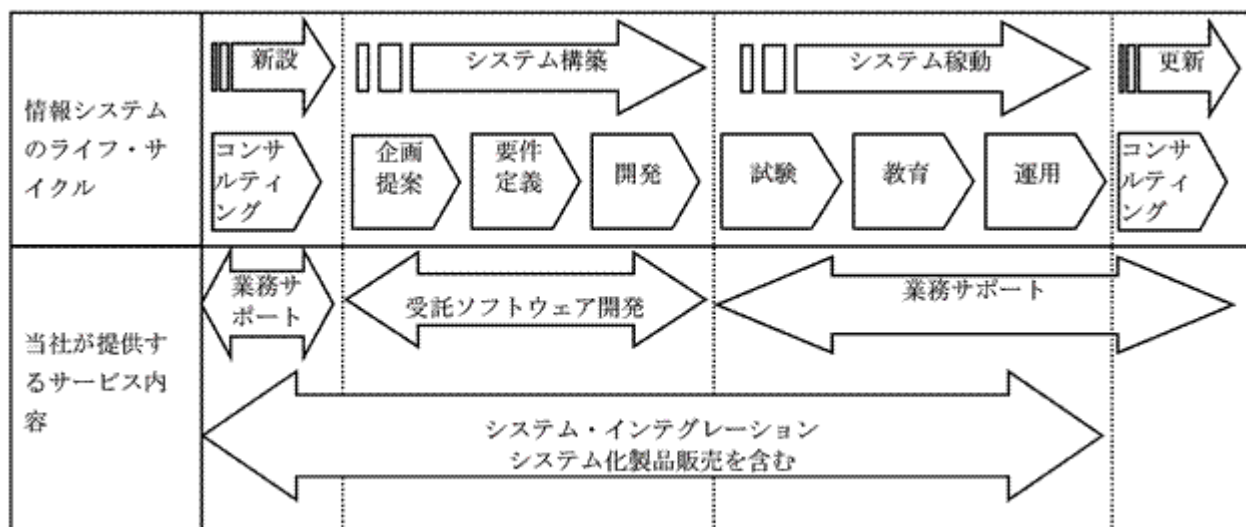 情報システム
のライフ・サ
イクル
新設
システム構築
システム稼動
更新
コンサ
ルティ
ング
企画
提案
要件
定義
開発
試験
教育
運用
コンサ
ルティ
ング
当社が提供す
るサービス内
容
業務サ
ポート
受託ソフトウェア開発
業務サポート
システム・インテグレーション
システム化製品販売を含む